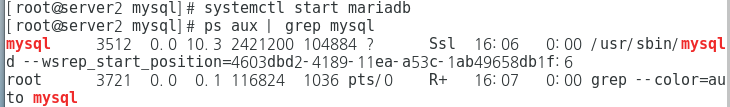 [root@server2 mysql]# systemctl start mariadb
[root@server2 mysql]# ps aux | grep mysql
mysql 3512 0.0 10.3 2421200 104884 ? Ssl 16:06 0:00 /usr/sbin/mysql
d --wsrep_start_position=4603dbd2-4189-11ea-a53c-1ab49658db1f:6
root 3721 0.0 0.1 116824 1036 pts/0 R+ 16:07 0:00 grep --color=au
to mysql